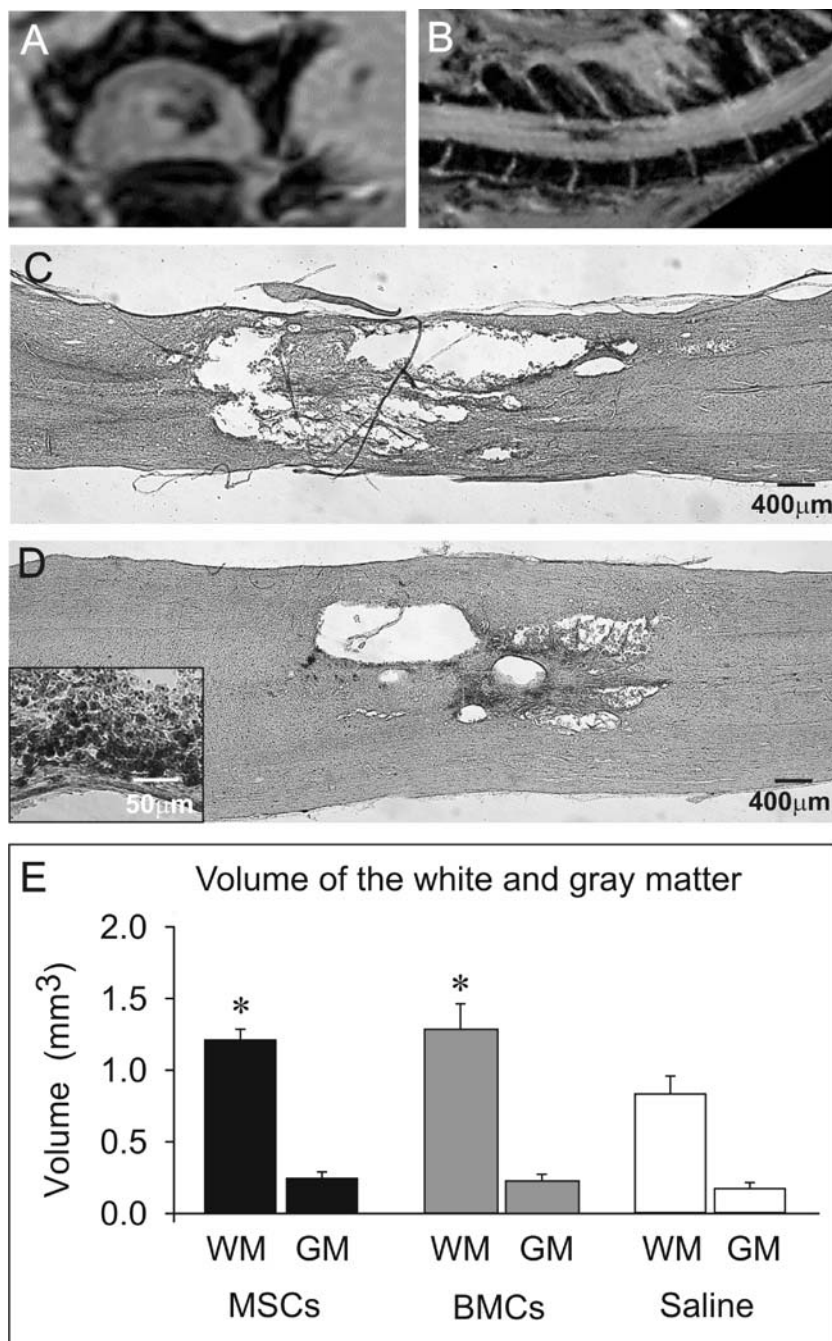 A
B
C
400μm
D
50μm
400μm
E
Volume of the white and gray matter
Volume (mm3)
2.0
1.5
1.0
0.5
0.0
*
*
WM GM WM GM WM GM
MSCs BMCs Saline